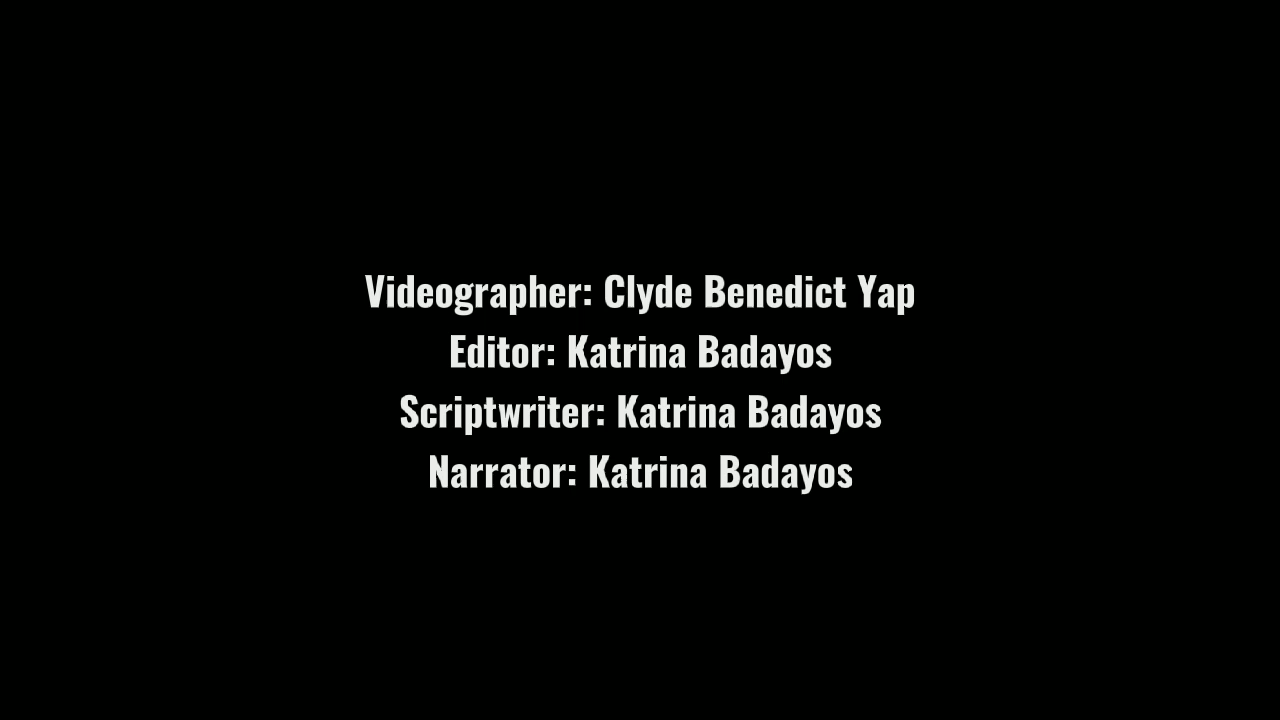 Videographer: Clyde Benedict Yap
Editor: Katrina Badayos
Scriptwriter: Katrina Badayos
Narrator: Katrina Badayos